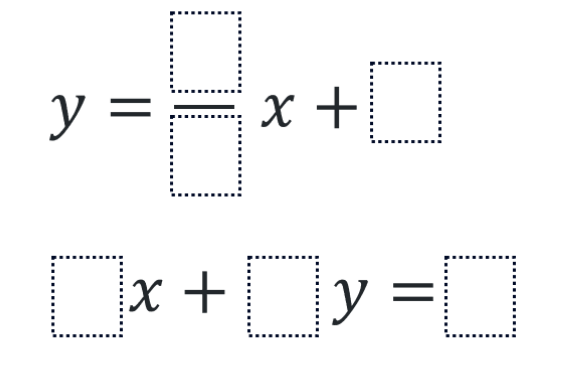 y = □/□ x + □
□x + □y = □